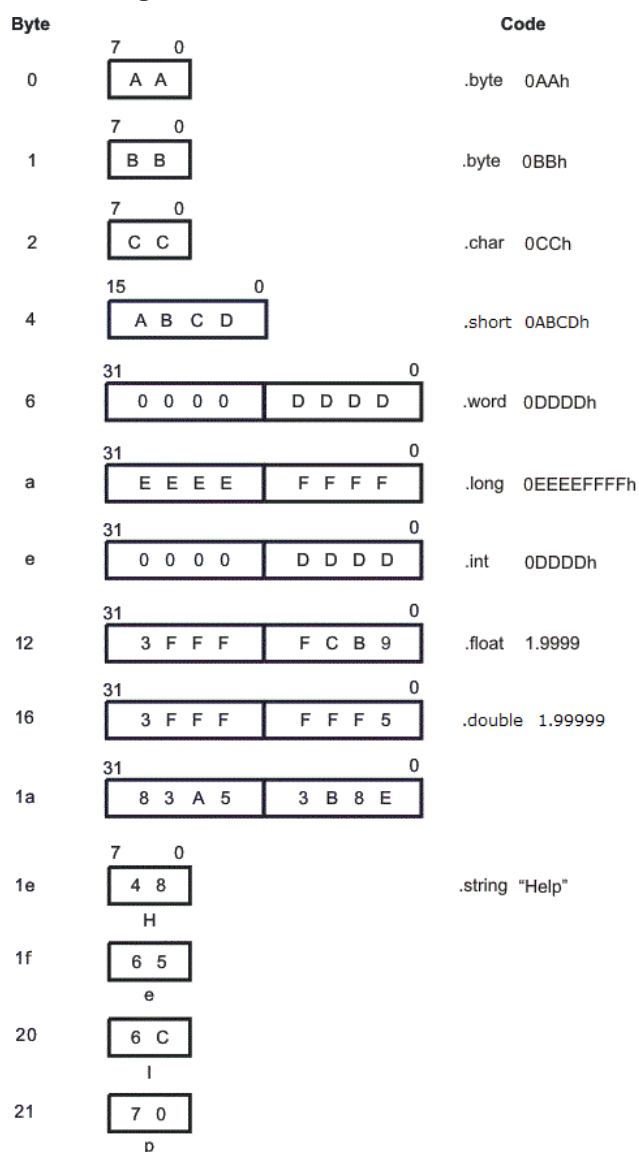 Byte Code
7 0
0 A A .byte 0AAh
7 0
1 B B .byte 0BBh
7 0
2 C C .char 0CCh
15 0
4 A B C D .short 0ABCDh
31 0
6 0 0 0 0 D D D D .word 0DDDDh
31 0
a E E E E F F F F .long 0EEEEFFFFh
31 0
e 0 0 0 0 D D D D .int 0DDDDh
31 0
12 3 F F F F C B 9 .float 1.9999
31 0
16 3 F F F F F F 5 .double 1.99999
31 0
1a 8 3 A 5 3 B 8 E
7 0
1e 4 8 .string “Help”
H
1f 6 5
e
20 6 C
l
21 7 0
p